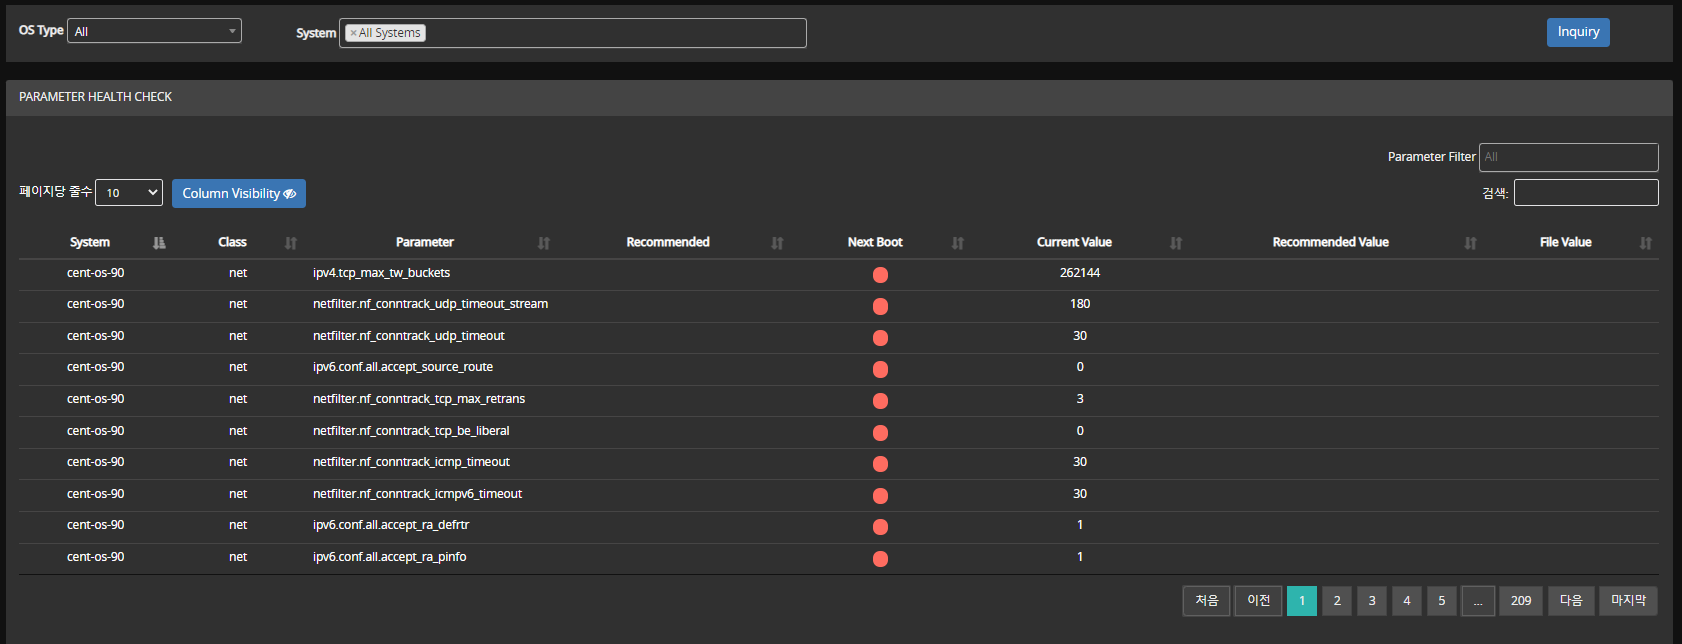 OS Type All System ×All Systems Inquiry
PARAMETER HEALTH CHECK
Parameter Filter All
페이지당 줄수 10 Column Visibility 검색:
System Class Parameter Recommended Next Boot Current Value Recommended Value File Value
cent-os-90 net ipv4.tcp_max_tw_buckets 262144
cent-os-90 net netfilter.nf_conntrack_udp_timeout_stream 180
cent-os-90 net netfilter.nf_conntrack_udp_timeout 30
cent-os-90 net ipv6.conf.all.accept_source_route 0
cent-os-90 net netfilter.nf_conntrack_tcp_max_retrans 3
cent-os-90 net netfilter.nf_conntrack_tcp_be_liberal 0
cent-os-90 net netfilter.nf_conntrack_icmp_timeout 30
cent-os-90 net netfilter.nf_conntrack_icmpv6_timeout 30
cent-os-90 net ipv6.conf.all.accept_ra_defrtr 1
cent-os-90 net ipv6.conf.all.accept_ra_pinfo 1
처음 이전 1 2 3 4 5 ... 209 다음 마지막